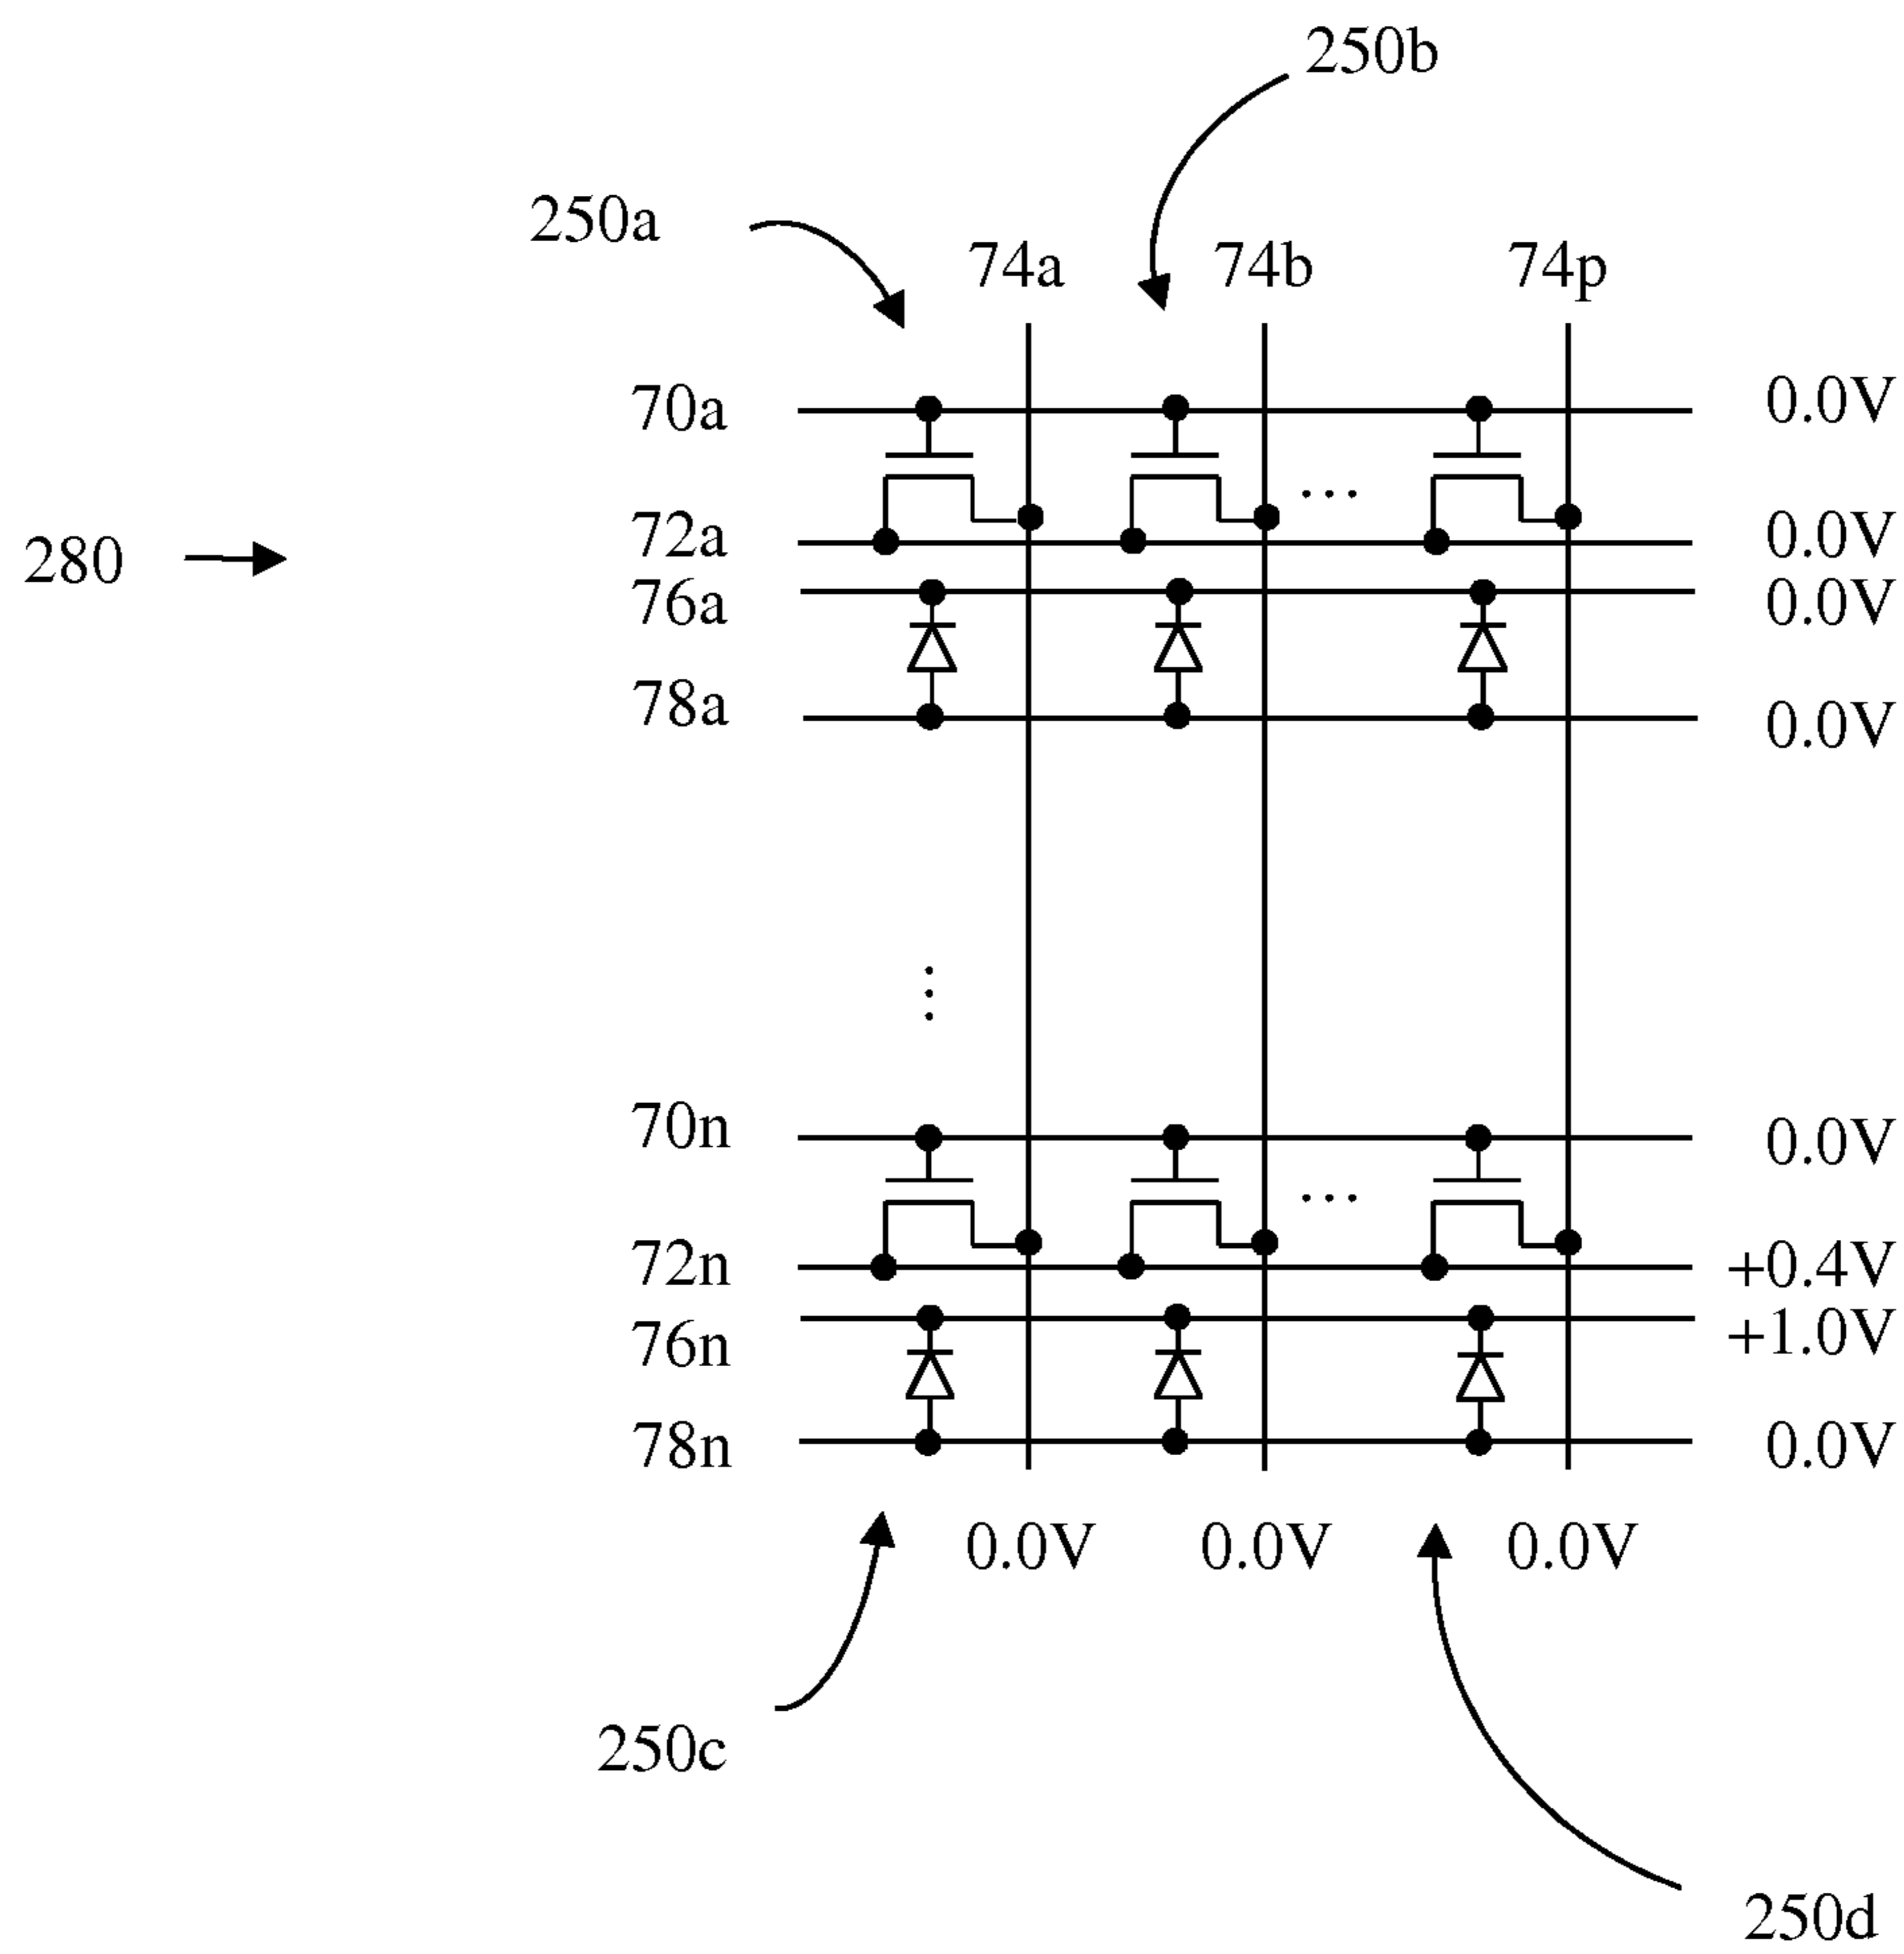 250b
250a
74a 74b 74p
70a 0.0V
...
72a 0.0V
280
76a 0.0V
78a 0.0V
...
70n 0.0V
...
72n +0.4V
76n +1.0V
78n 0.0V
0.0V 0.0V 0.0V
250c
250d